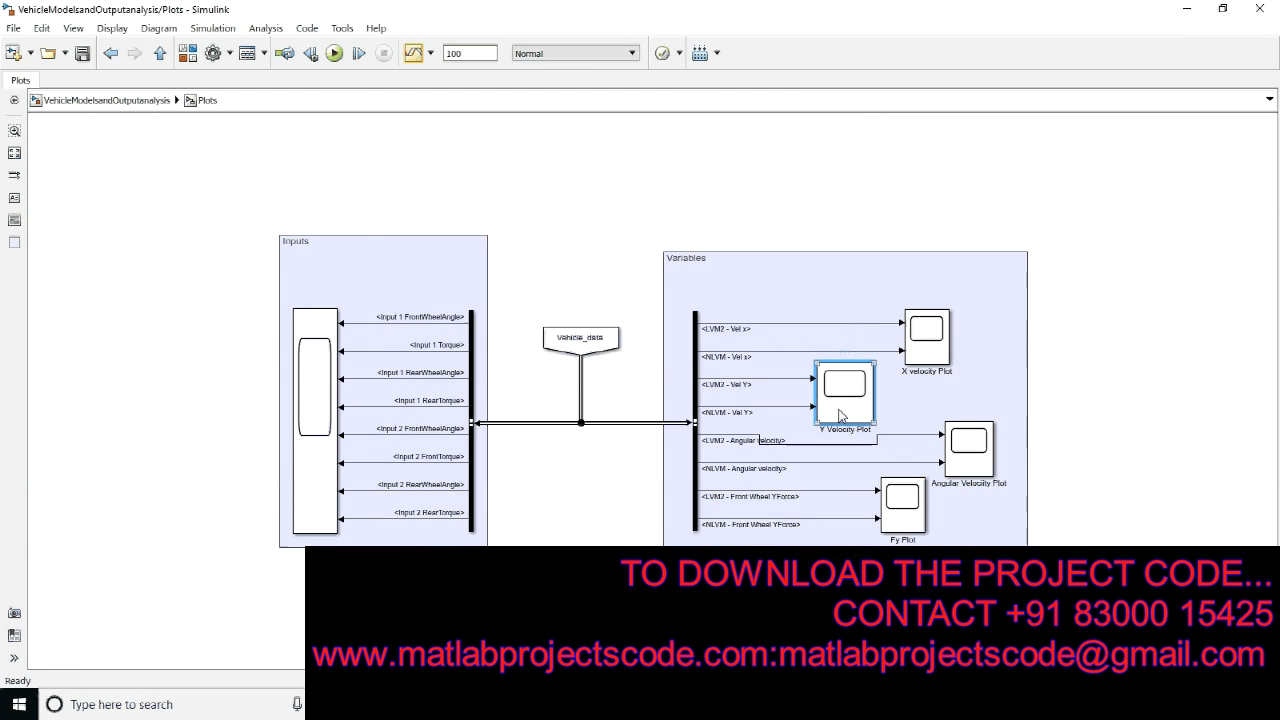 VehicleModelsandOutputanalysis/Plots - Simulink
File Edit View Display Diagram Simulation Analysis Code Tools Help
100 Normal
Plots
VehicleModelsandOutputanalysis Plots
Inputs
<Input 1 FrontWheelAngle>
<Input 1 Torque>
<Input 1 RearWheelAngle>
<Input 1 RearTorque>
<Input 2 FrontWheelAngle>
<Input 2 FrontTorque>
<Input 2 RearWheelAngle>
<Input 2 RearTorque>
Vehicle_data
Variables
<LVM2 - Vel x>
<NLVM - Vel x>
<LVM2 - Vel Y>
<NLVM - Vel Y>
<LVM2 - Angular velocity>
<NLVM - Angular velocity>
<LVM2 - Front Wheel YForce>
<NLVM - Front Wheel YForce>
X velocity Plot
Y Velocity Plot
Angular Velocity Plot
Fy Plot
TO DOWNLOAD THE PROJECT CODE...
CONTACT +91 83000 15425
www.matlabprojectscode.com:matlabprojectscode@gmail.com
Ready
Type here to search